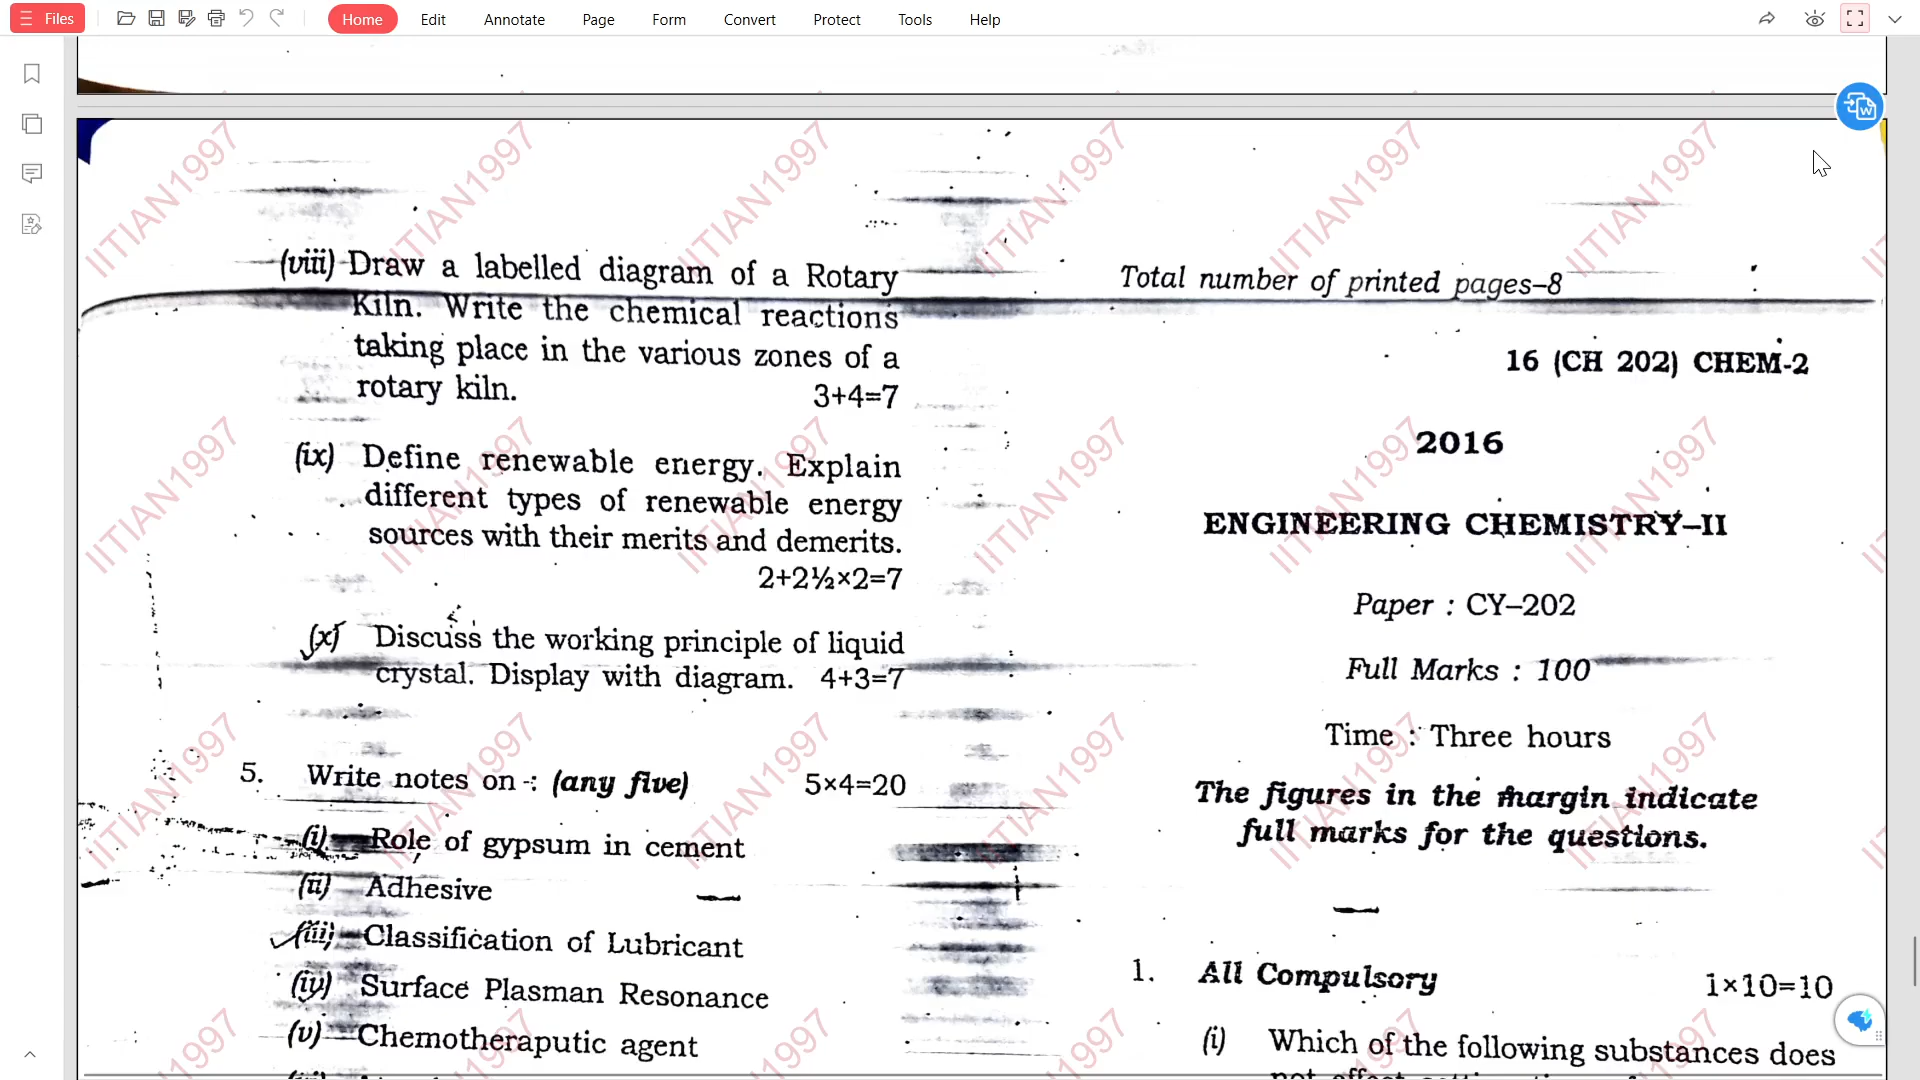 Files
Home
Edit
Annotate
Page
Form
Convert
Protect
Tools
Help
(viii) Draw a labelled diagram of a Rotary
Kiln. Write the chemical reactions
taking place in the various zones of a
rotary kiln. 3+4=7
(ix) Define renewable energy. Explain
different types of renewable energy
sources with their merits and demerits.
2+2½×2=7
(x) Discuss the working principle of liquid
crystal. Display with diagram. 4+3=7
5. Write notes on : (any five) 5×4=20
(i) Role of gypsum in cement
(ii) Adhesive
(iii) Classification of Lubricant
(iv) Surface Plasman Resonance
(v) Chemotheraputic agent
Total number of printed pages–8
16 (CH 202) CHEM-2
2016
ENGINEERING CHEMISTRY–II
Paper : CY–202
Full Marks : 100
Time : Three hours
The figures in the margin indicate
full marks for the questions.
1. All Compulsory 1×10=10
(i) Which of the following substances does
IITIAN1997